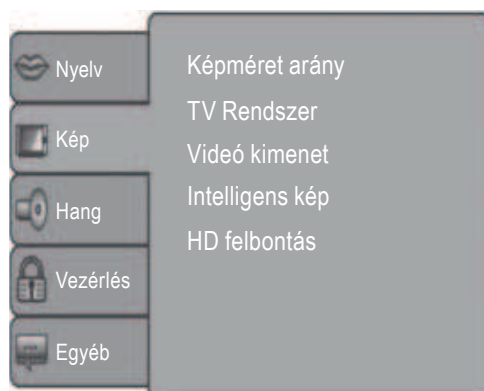 Nyelv
Kép
Hang
Vezérlés
Egyéb
Képméret arány
TV Rendszer
Videó kimenet
Intelligens kép
HD felbontás